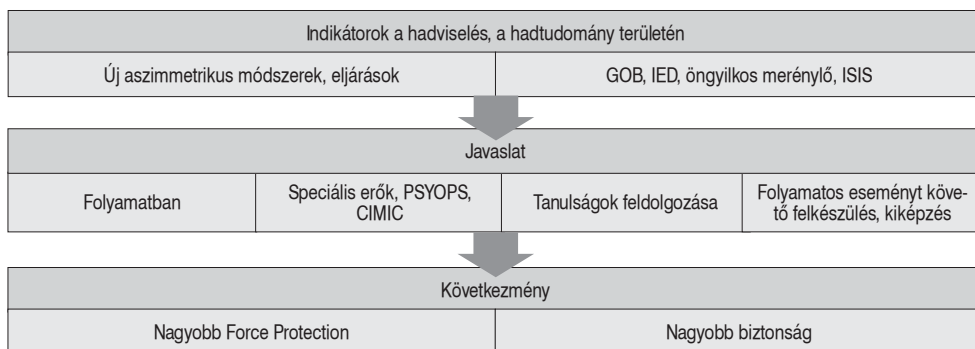 Indikátorok a hadviselés, a hadtudomány területén
Új aszimmetrikus módszerek, eljárások
GOB, IED, öngyilkos merénylő, ISIS
Javaslat
Folyamatban
Speciális erők, PSYOPS,
CIMIC
Tanulságok feldolgozása
Folyamatos eseményt köve-
tő felkészülés, kiképzés
Következmény
Nagyobb Force Protection
Nagyobb biztonság